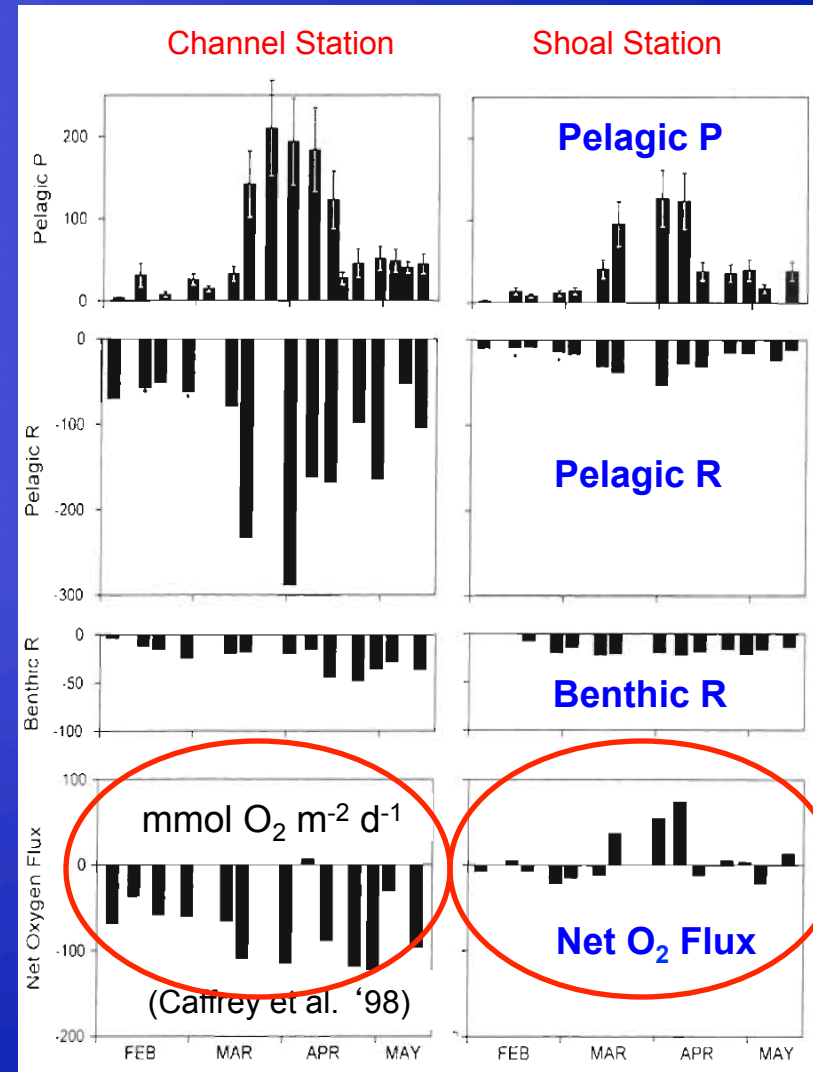 Channel Station
Shoal Station
Pelagic P
200
100
0
Pelagic P
Pelagic R
0
-100
-200
-300
Pelagic R
Benthic R
0
-50
-100
Benthic R
Net Oxygen Flux
100
0
-100
-200
mmol O₂ m⁻² d⁻¹
(Caffrey et al. ‘98)
Net O₂ Flux
FEB MAR APR MAY
FEB MAR APR MAY